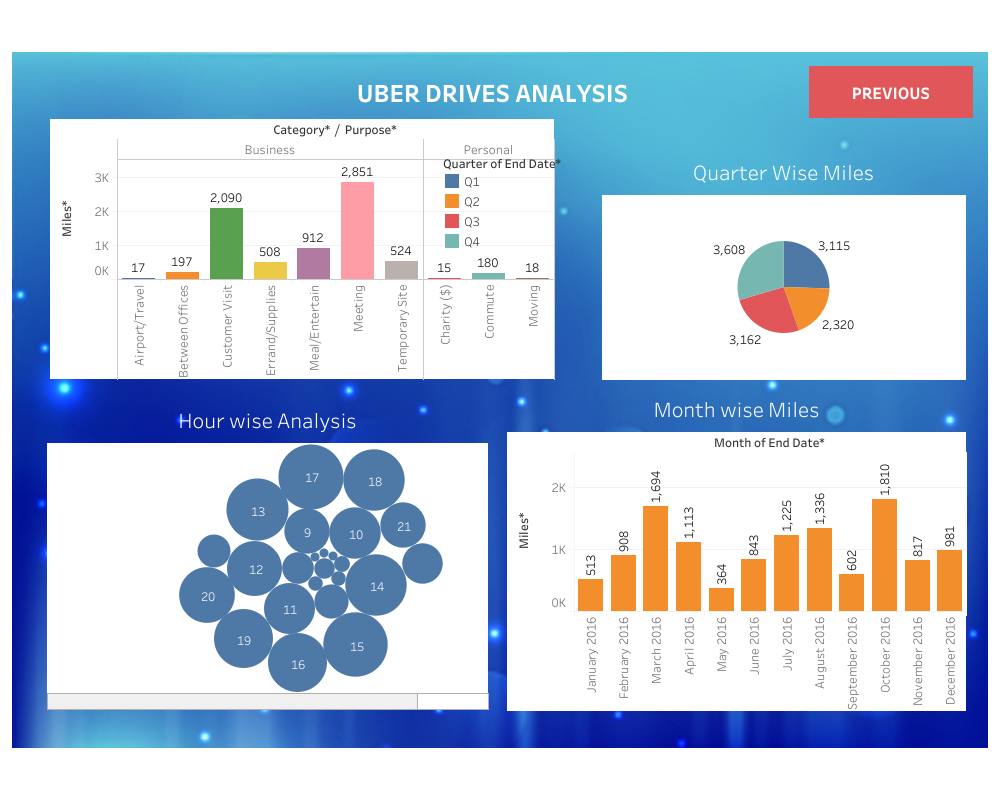 UBER DRIVES ANALYSIS
PREVIOUS
Category* / Purpose*
Business
Personal
Quarter of End Date*
Q1
Q2
Q3
Q4
Miles*
3K
2K
1K
0K
17
197
2,090
508
912
2,851
524
15
180
18
Airport/Travel
Between Offices
Customer Visit
Errand/Supplies
Meal/Entertain
Meeting
Temporary Site
Charity ($)
Commute
Moving
Quarter Wise Miles
3,608
3,115
3,162
2,320
Hour wise Analysis
17
18
13
9
10
21
12
14
20
11
19
15
16
Month wise Miles
Month of End Date*
Miles*
2K
1K
0K
513
908
1,694
1,113
364
843
1,225
1,336
602
1,810
817
981
January 2016
February 2016
March 2016
April 2016
May 2016
June 2016
July 2016
August 2016
September 2016
October 2016
November 2016
December 2016